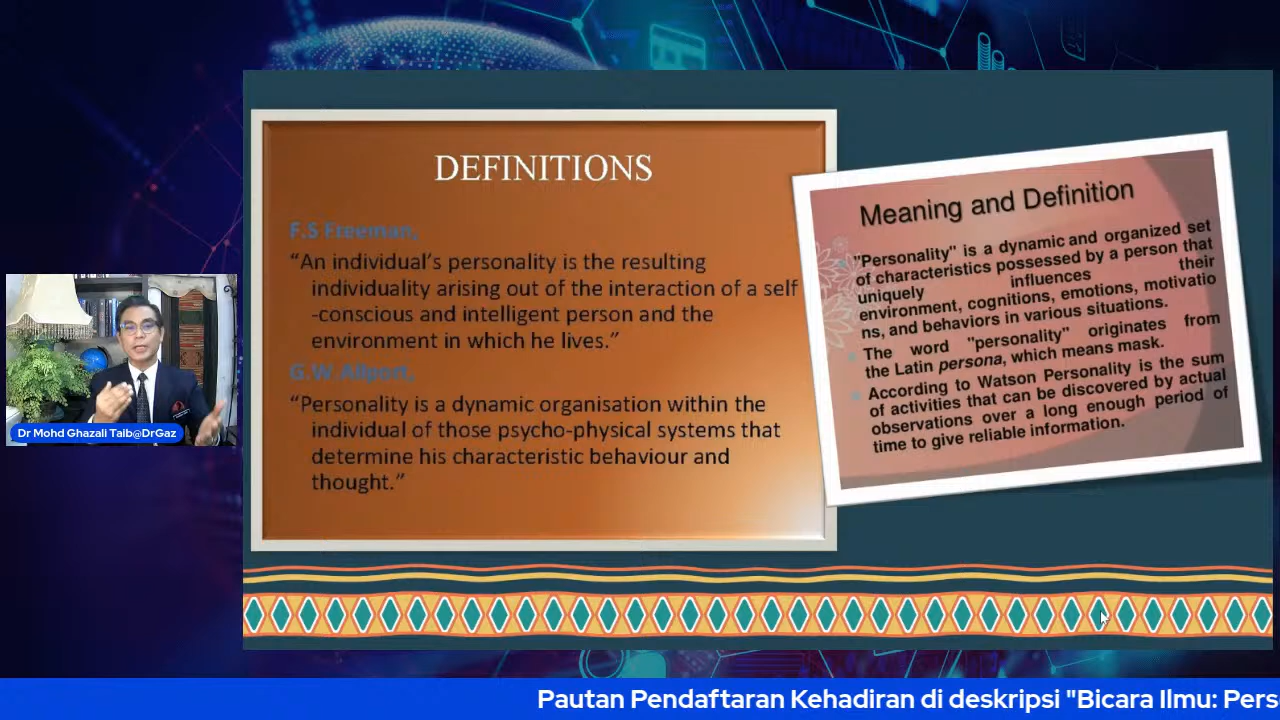 DEFINITIONS
F.S Freeman,
“An individual’s personality is the resulting
individuality arising out of the interaction of a self
-conscious and intelligent person and the
environment in which he lives.”
G.W.Allport,
“Personality is a dynamic organisation within the
individual of those psycho-physical systems that
determine his characteristic behaviour and
thought.”
Meaning and Definition
"Personality" is a dynamic and organized set
of characteristics possessed by a person that
uniquely influences their
environment, cognitions, emotions, motivatio
ns, and behaviors in various situations.
The word "personality" originates from
the Latin persona, which means mask.
According to Watson Personality is the sum
of activities that can be discovered by actual
observations over a long enough period of
time to give reliable information.
Dr Mohd Ghazali Taib@DrGaz
Pautan Pendaftaran Kehadiran di deskripsi "Bicara Ilmu: Pers